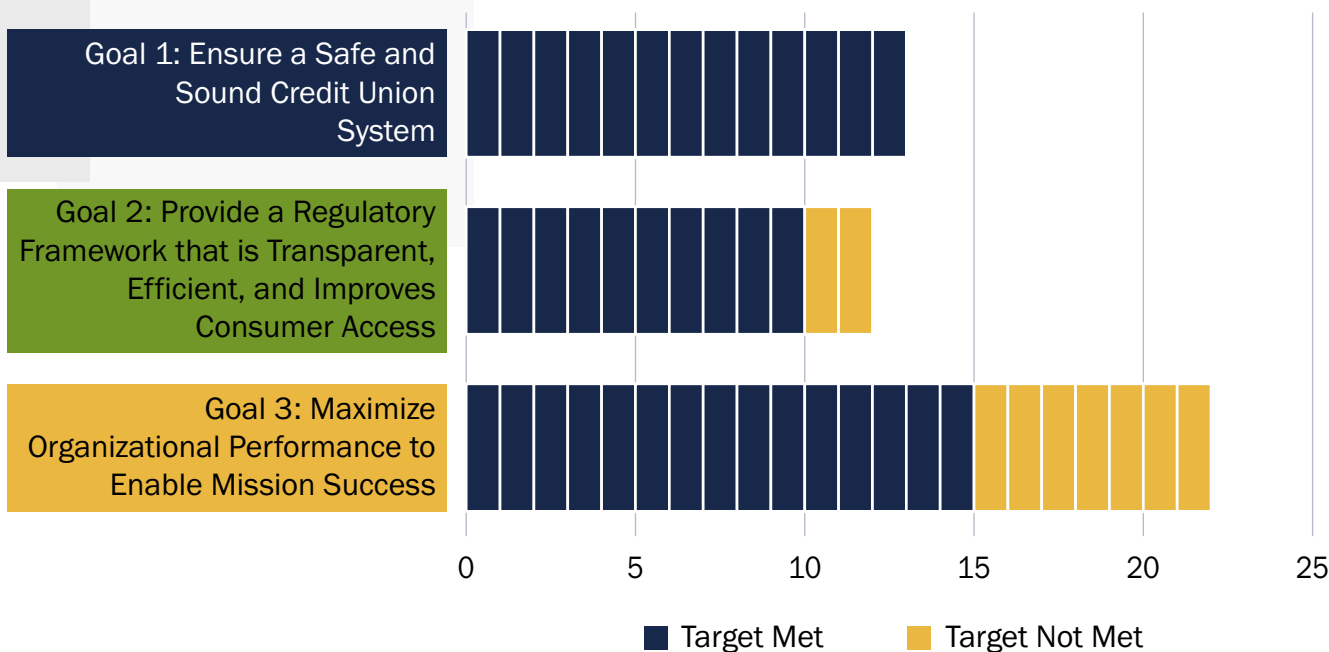 Goal 1: Ensure a Safe and
Sound Credit Union
System
Goal 2: Provide a Regulatory
Framework that is Transparent,
Efficient, and Improves
Consumer Access
Goal 3: Maximize
Organizational Performance to
Enable Mission Success
0 5 10 15 20 25
Target Met Target Not Met